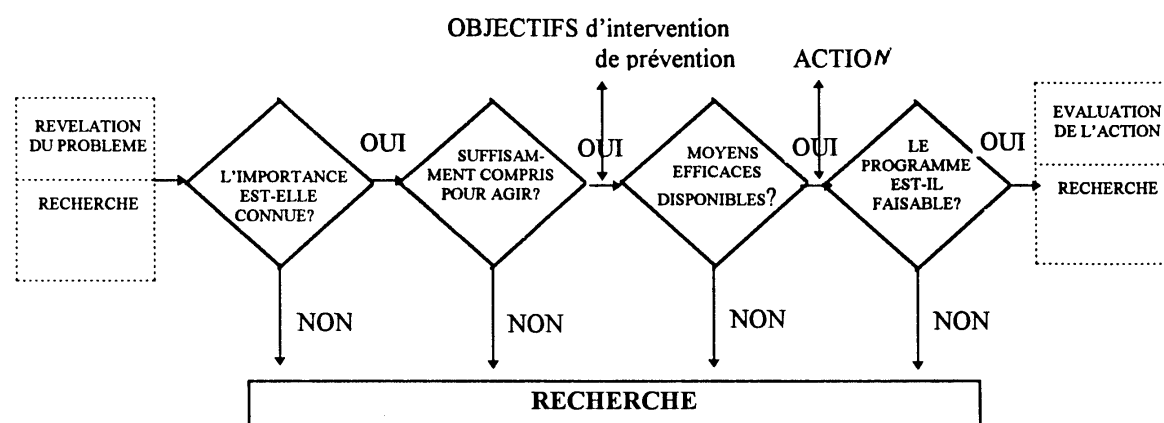 OBJECTIFS d'intervention
de prévention
ACTION
REVELATION
DU PROBLEME
RECHERCHE
L'IMPORTANCE
EST-ELLE
CONNUE?
OUI
SUFFISAM-
MENT COMPRIS
POUR AGIR?
OUI
MOYENS
EFFICACES
DISPONIBLES?
OUI
LE
PROGRAMME
EST-IL
FAISABLE?
OUI
EVALUATION
DE L'ACTION
RECHERCHE
NON
NON
NON
NON
RECHERCHE